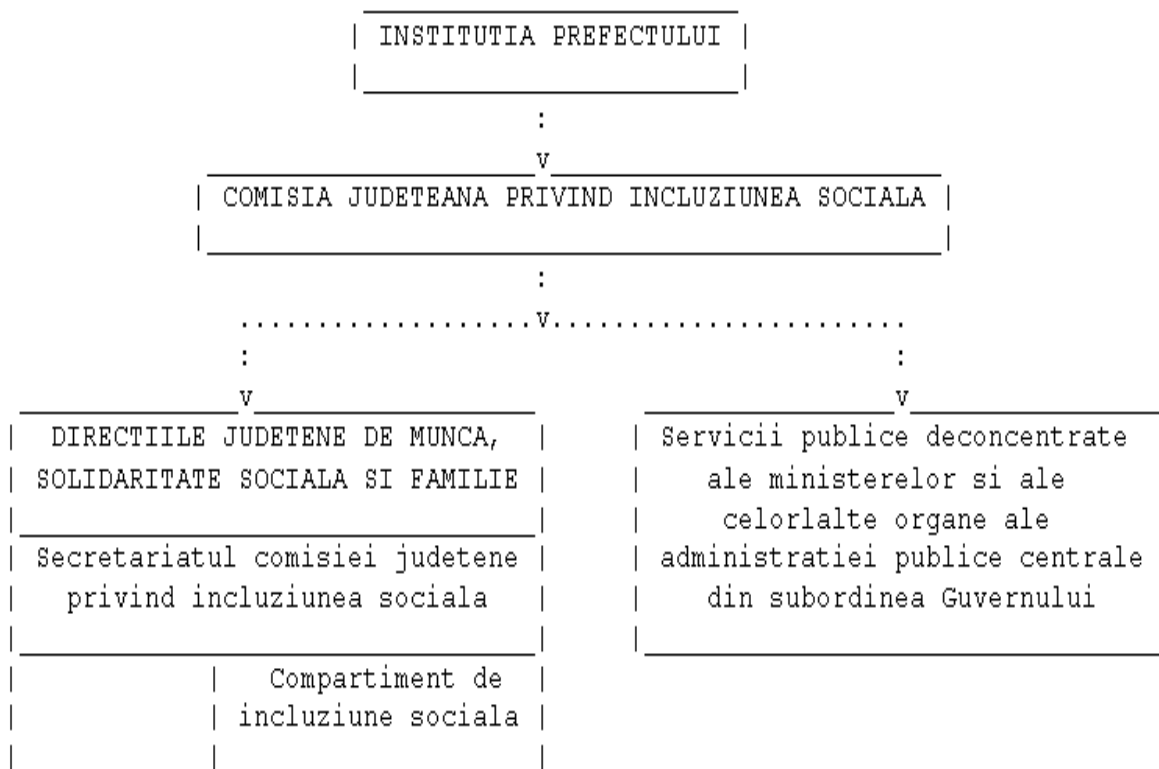 INSTITUTIA PREFECTULUI
COMISIA JUDETEANA PRIVIND INCLUZIUNEA SOCIALA
DIRECTIILE JUDETENE DE MUNCA,
SOLIDARITATE SOCIALA SI FAMILIE
Secretariatul comisiei judetene
privind incluziunea sociala
Compartiment de
incluziune sociala
Servicii publice deconcentrate
ale ministerelor si ale
celorlalte organe ale
administratiei publice centrale
din subordinea Guvernului